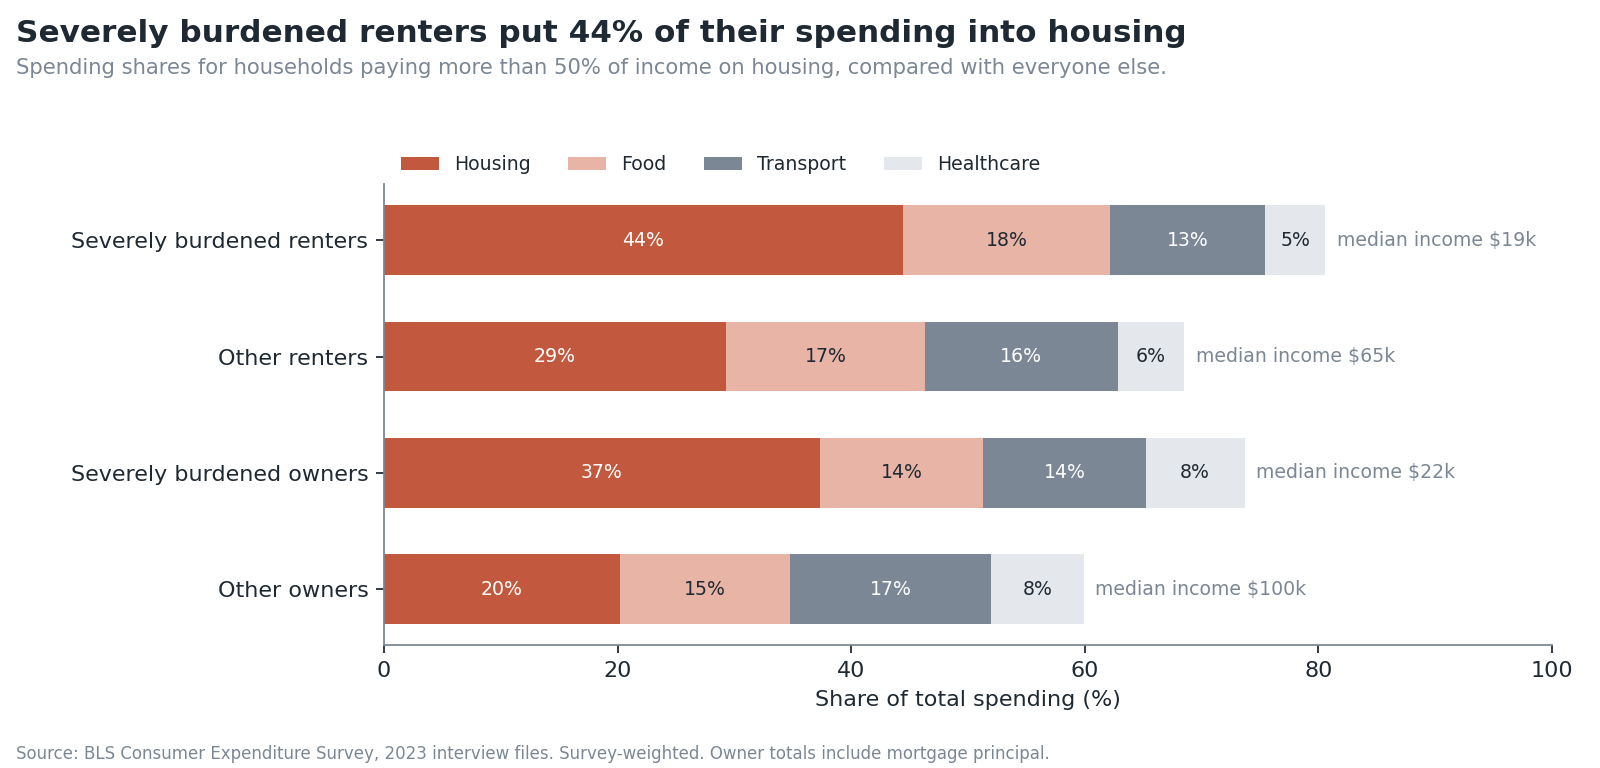 Severely burdened renters put 44% of their spending into housing
Spending shares for households paying more than 50% of income on housing, compared with everyone else.
Housing Food Transport Healthcare
Severely burdened renters 44% 18% 13% 5% median income $19k
Other renters 29% 17% 16% 6% median income $65k
Severely burdened owners 37% 14% 14% 8% median income $22k
Other owners 20% 15% 17% 8% median income $100k
0 20 40 60 80 100
Share of total spending (%)
Source: BLS Consumer Expenditure Survey, 2023 interview files. Survey-weighted. Owner totals include mortgage principal.